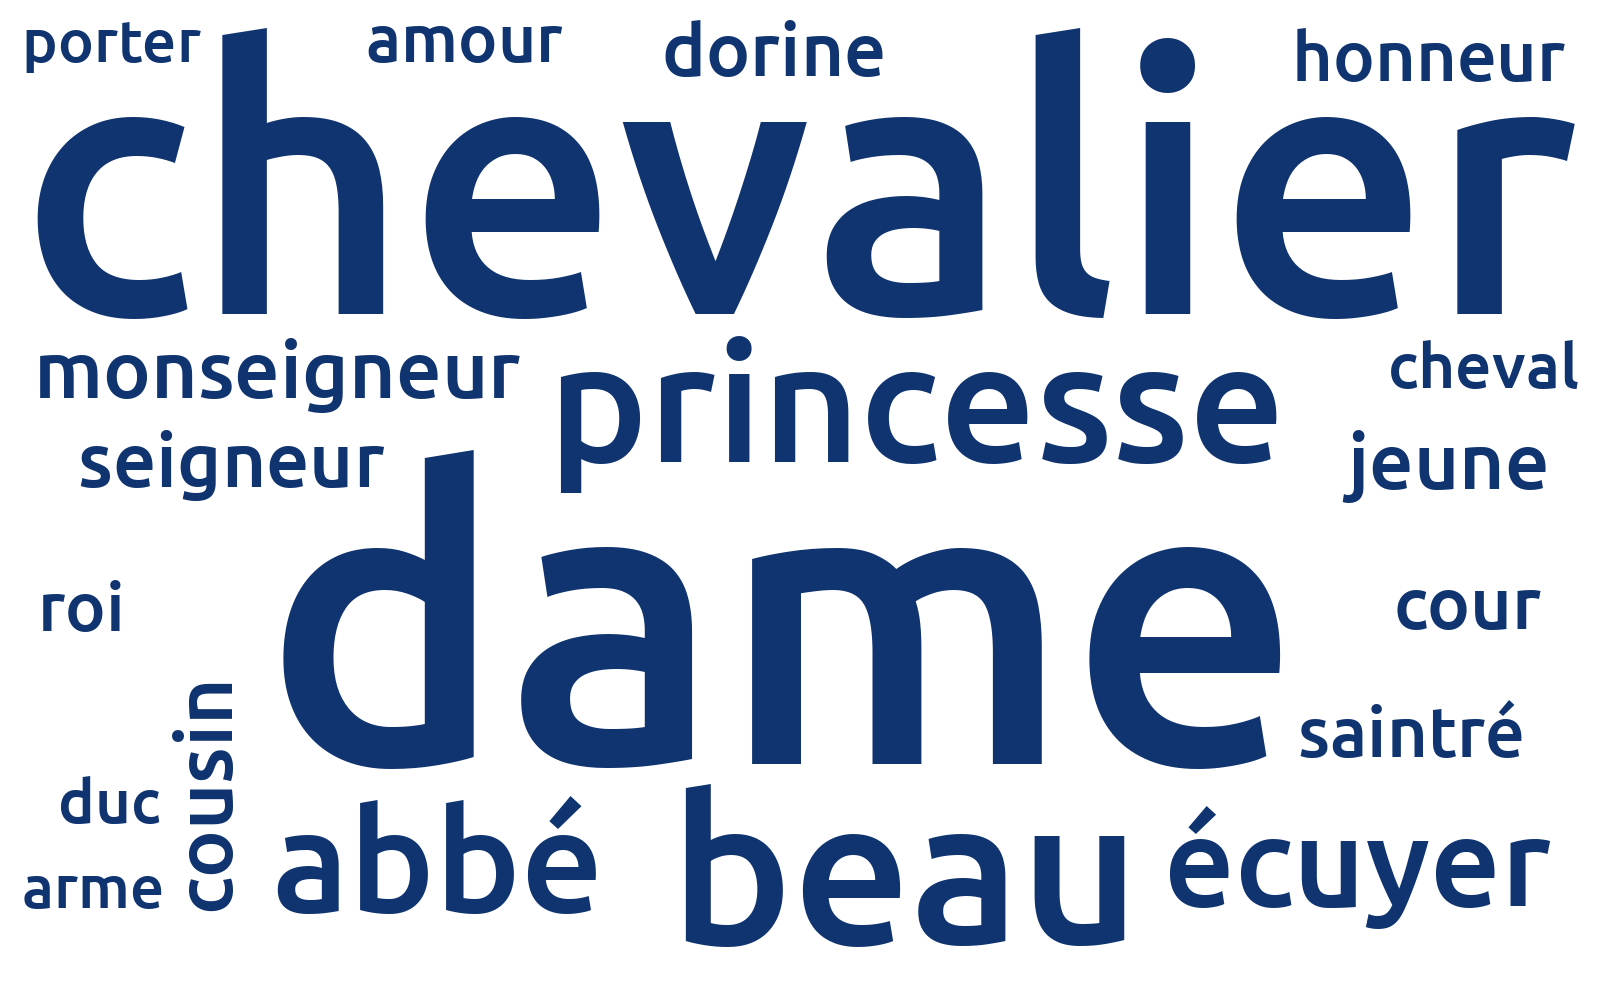 porter
amour
dorine
honneur
chevalier
monseigneur
princesse
cheval
seigneur
jeune
dame
roi
cour
saintré
cousin
duc
abbé
beau
écuyer
arme